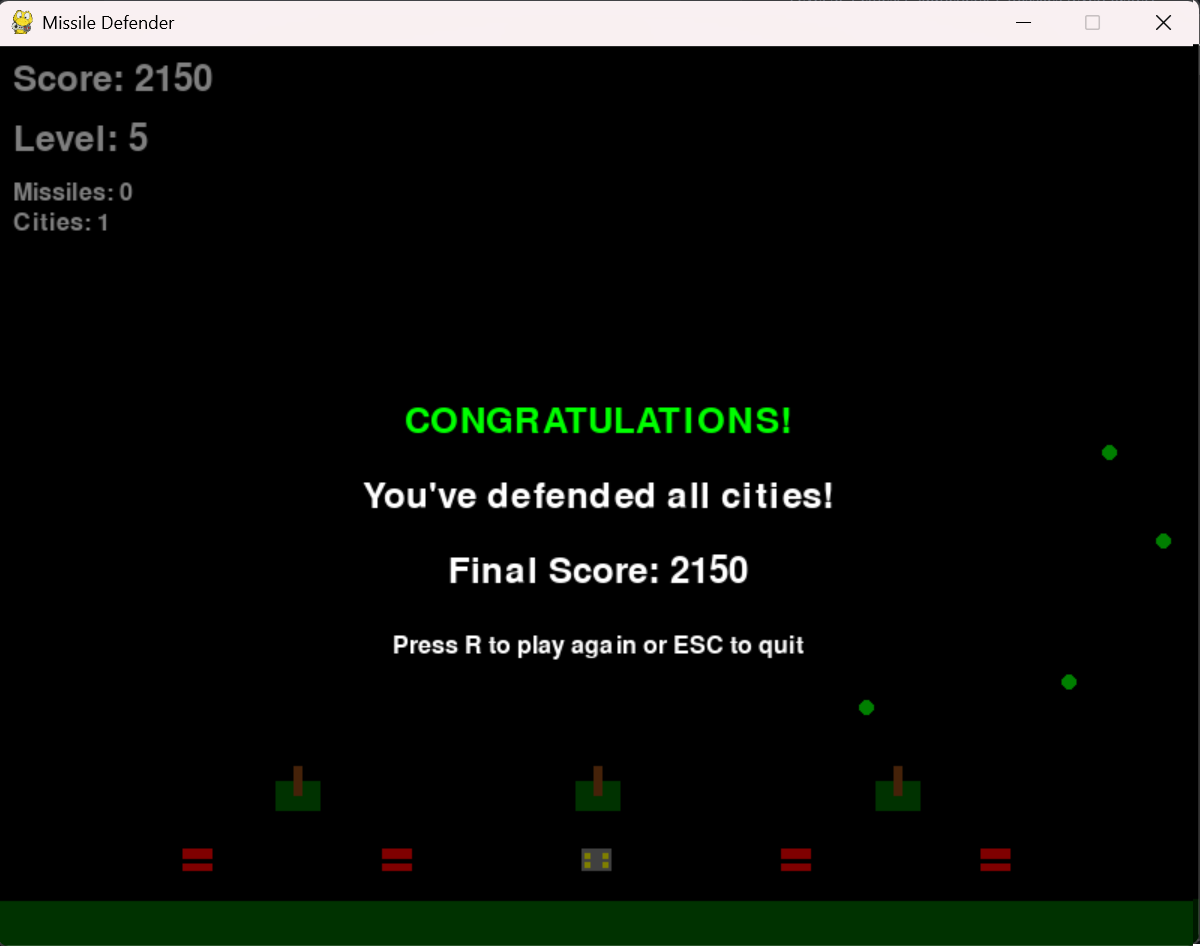 Missile Defender
Score: 2150
Level: 5
Missiles: 0
Cities: 1
CONGRATULATIONS!
You've defended all cities!
Final Score: 2150
Press R to play again or ESC to quit